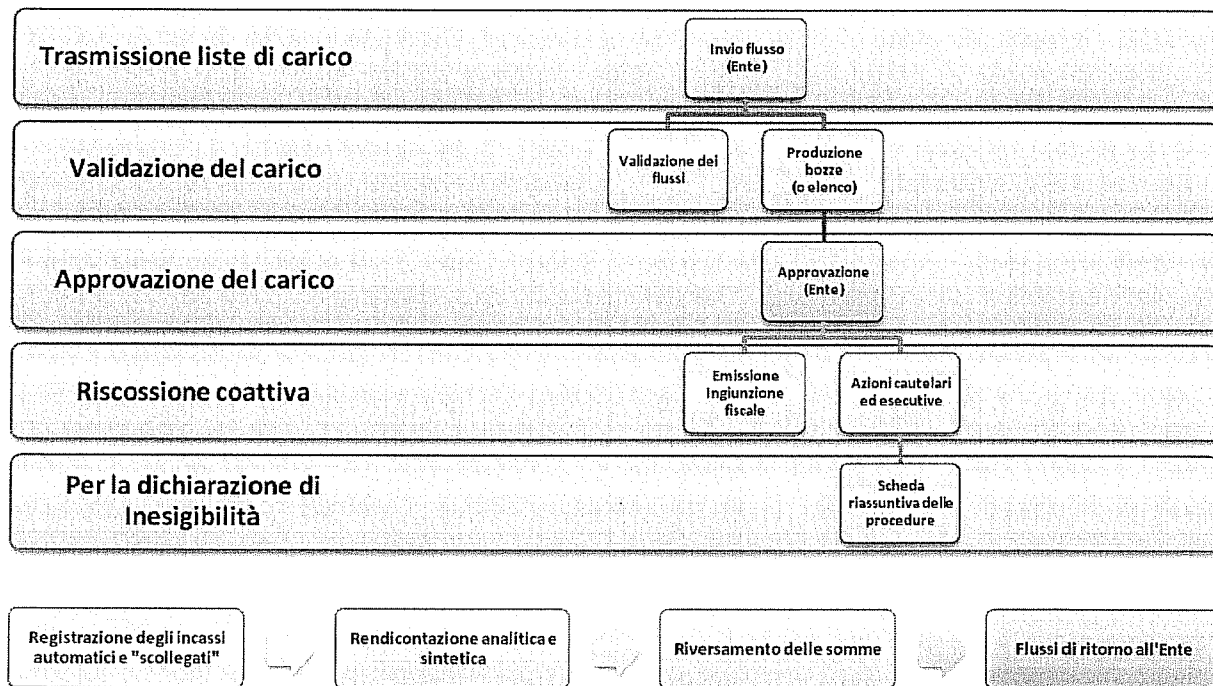 Trasmissione liste di carico
Invio flusso
(Ente)
Validazione del carico
Validazione dei
flussi
Produzione
bozze
(o elenco)
Approvazione del carico
Approvazione
(Ente)
Riscossione coattiva
Emissione
Ingiunzione
fiscale
Azioni cautelari
ed esecutive
Per la dichiarazione di
Inesigibilità
Scheda
riassuntiva delle
procedure
Registrazione degli incassi
automatici e "scollegati"
Rendicontazione analitica e
sintetica
Riversamento delle somme
Flussi di ritorno all'Ente